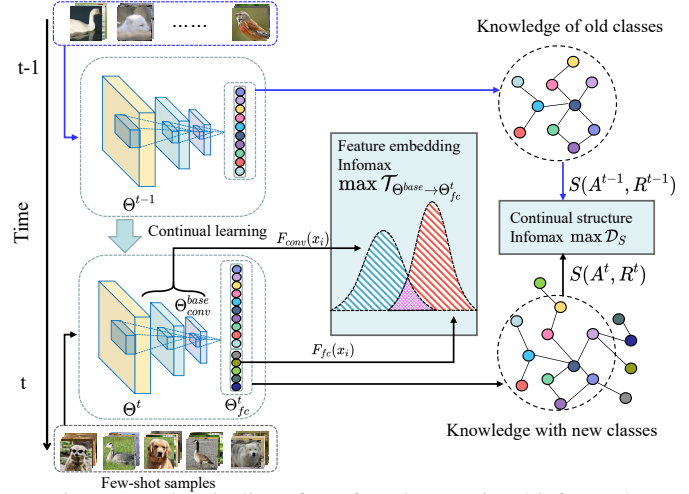 Knowledge of old classes
t-1
Time
Θ^{t-1}
Continual learning
Feature embedding
Infomax
max 𝒯_{Θ^{base}→Θ^t_{fc}}
S(A^{t-1}, R^{t-1})
Continual structure
Infomax max 𝒟_S
F_{conv}(x_i)
S(A^t, R^t)
Θ^{base}_{conv}
F_{fc}(x_i)
t
Θ^t
Θ^t_{fc}
Knowledge with new classes
Few-shot samples